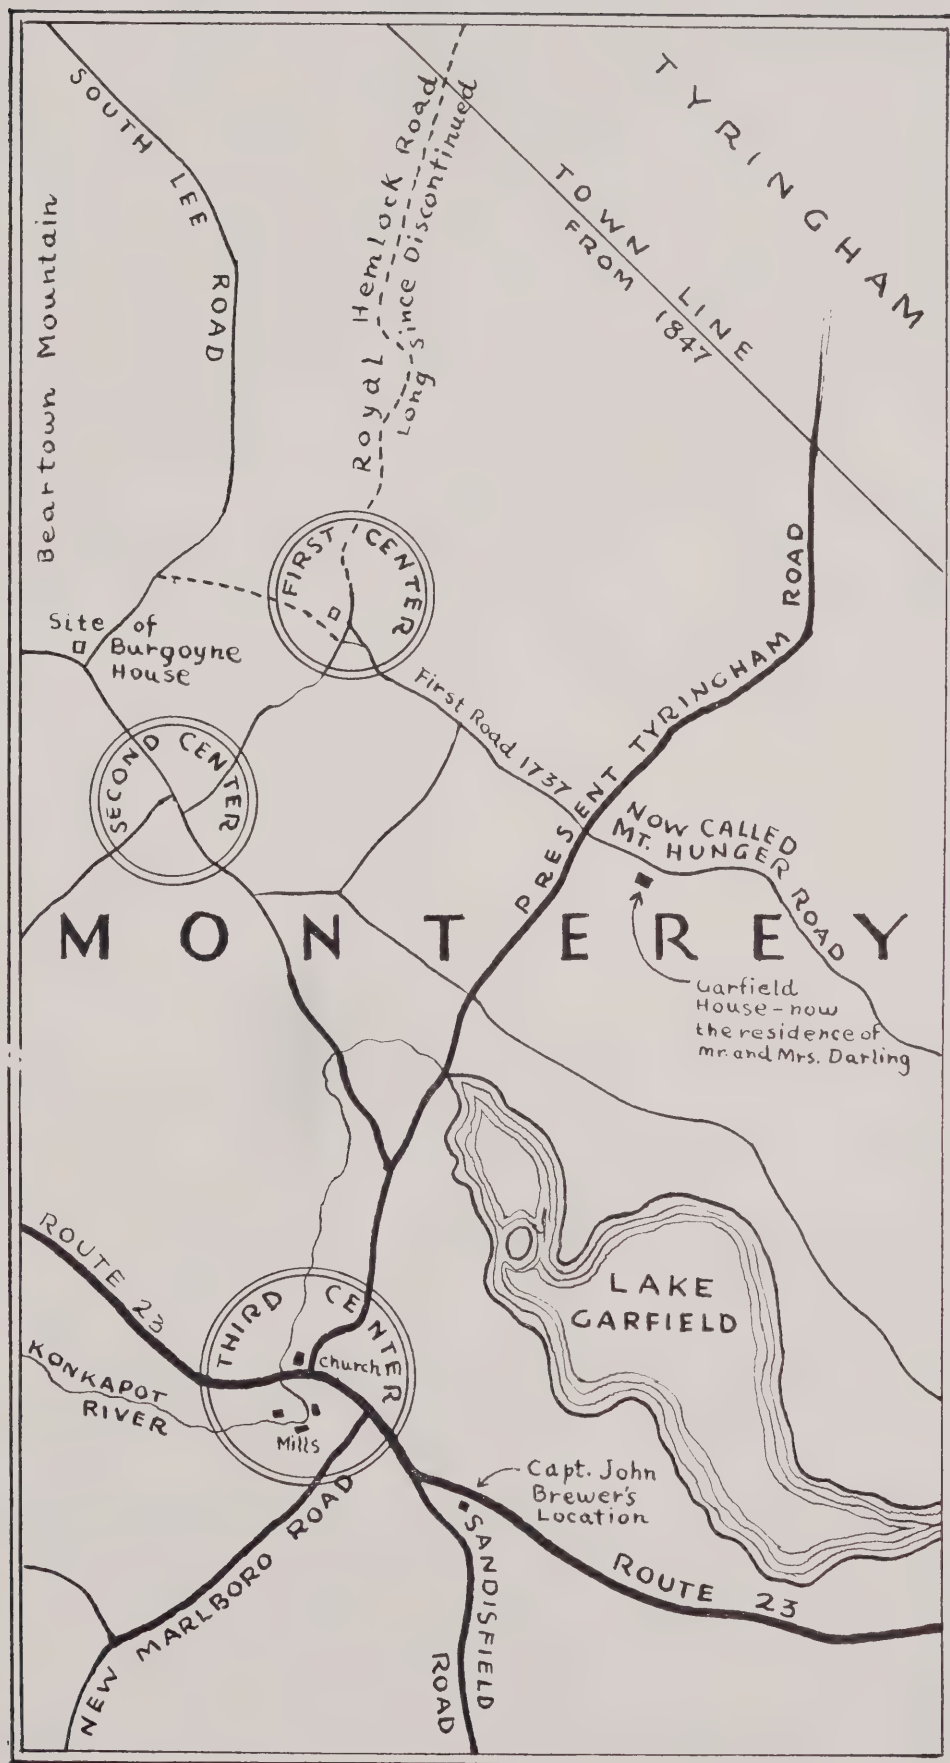 TYRINGHAM
SOUTH LEE ROAD
Beartown Mountain
Royal Hemlock Road
Long Since Discontinued
TOWN LINE
FROM 1847
FIRST CENTER
Site of
Burgoyne
House
First Road 1737
PRESENT TYRINGHAM ROAD
SECOND CENTER
NOW CALLED
MT. HUNGER ROAD
MONTEREY
Garfield
House - now
the residence of
mr. and Mrs. Darling
ROUTE 23
LAKE
GARFIELD
THIRD CENTER
church
KONKAPOT
RIVER
Mills
Capt. John
Brewer's
Location
NEW MARLBORO ROAD
SANDISFIELD
ROAD
ROUTE 23